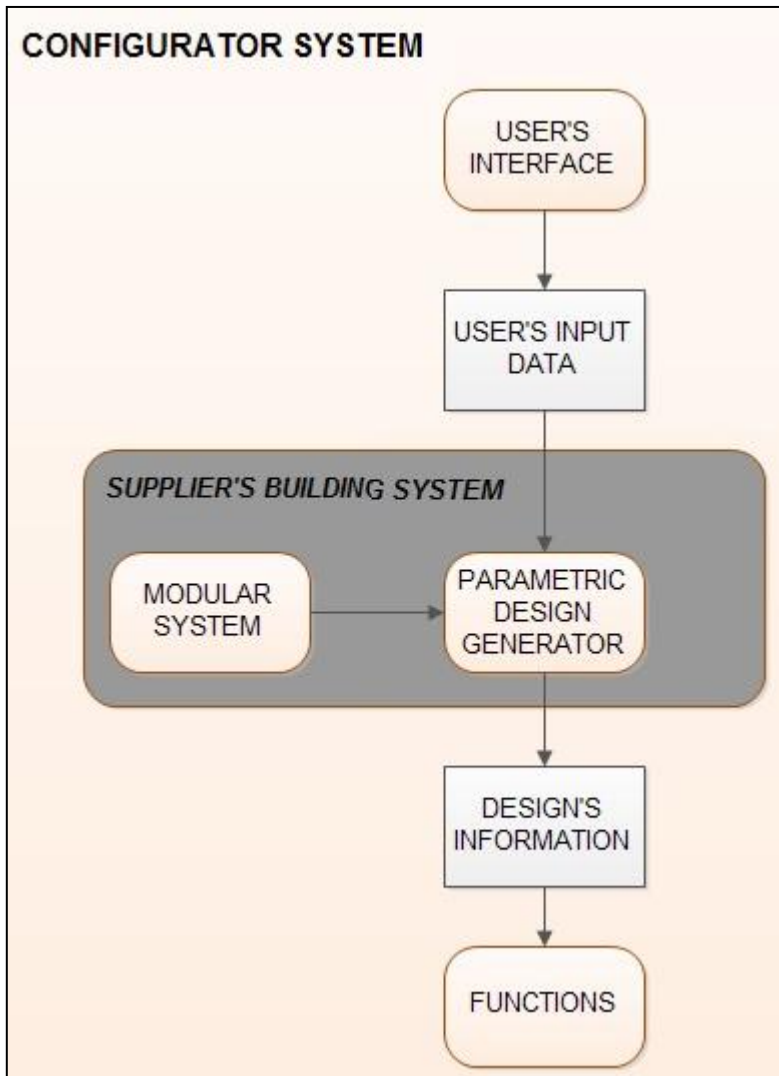 CONFIGURATOR SYSTEM
USER'S
INTERFACE
USER'S INPUT
DATA
SUPPLIER'S BUILDING SYSTEM
MODULAR
SYSTEM
PARAMETRIC
DESIGN
GENERATOR
DESIGN'S
INFORMATION
FUNCTIONS